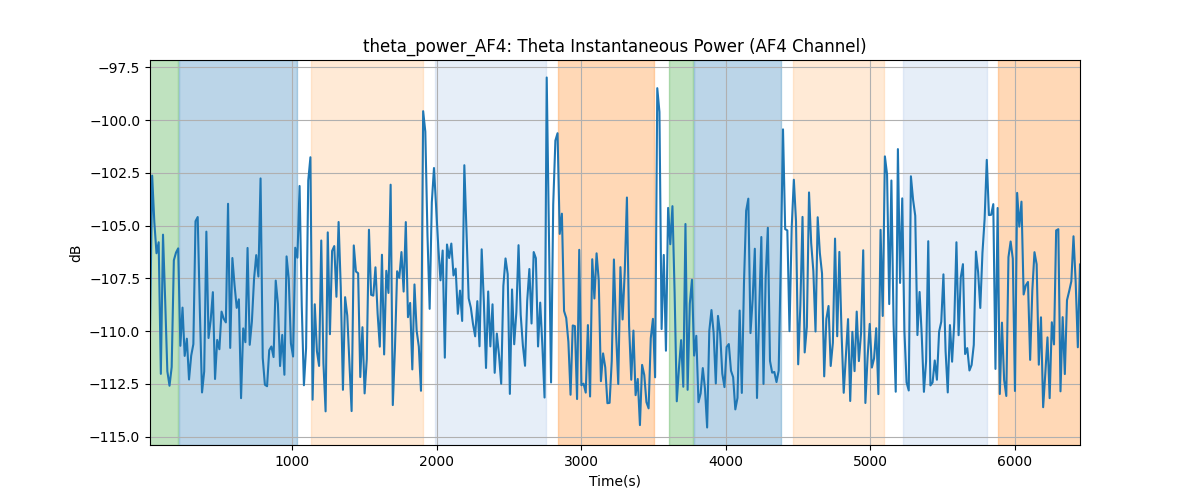 theta_power_AF4: Theta Instantaneous Power (AF4 Channel)
−97.5
−100.0
−102.5
−105.0
−107.5
−110.0
−112.5
−115.0
dB
1000 2000 3000 4000 5000 6000
Time(s)